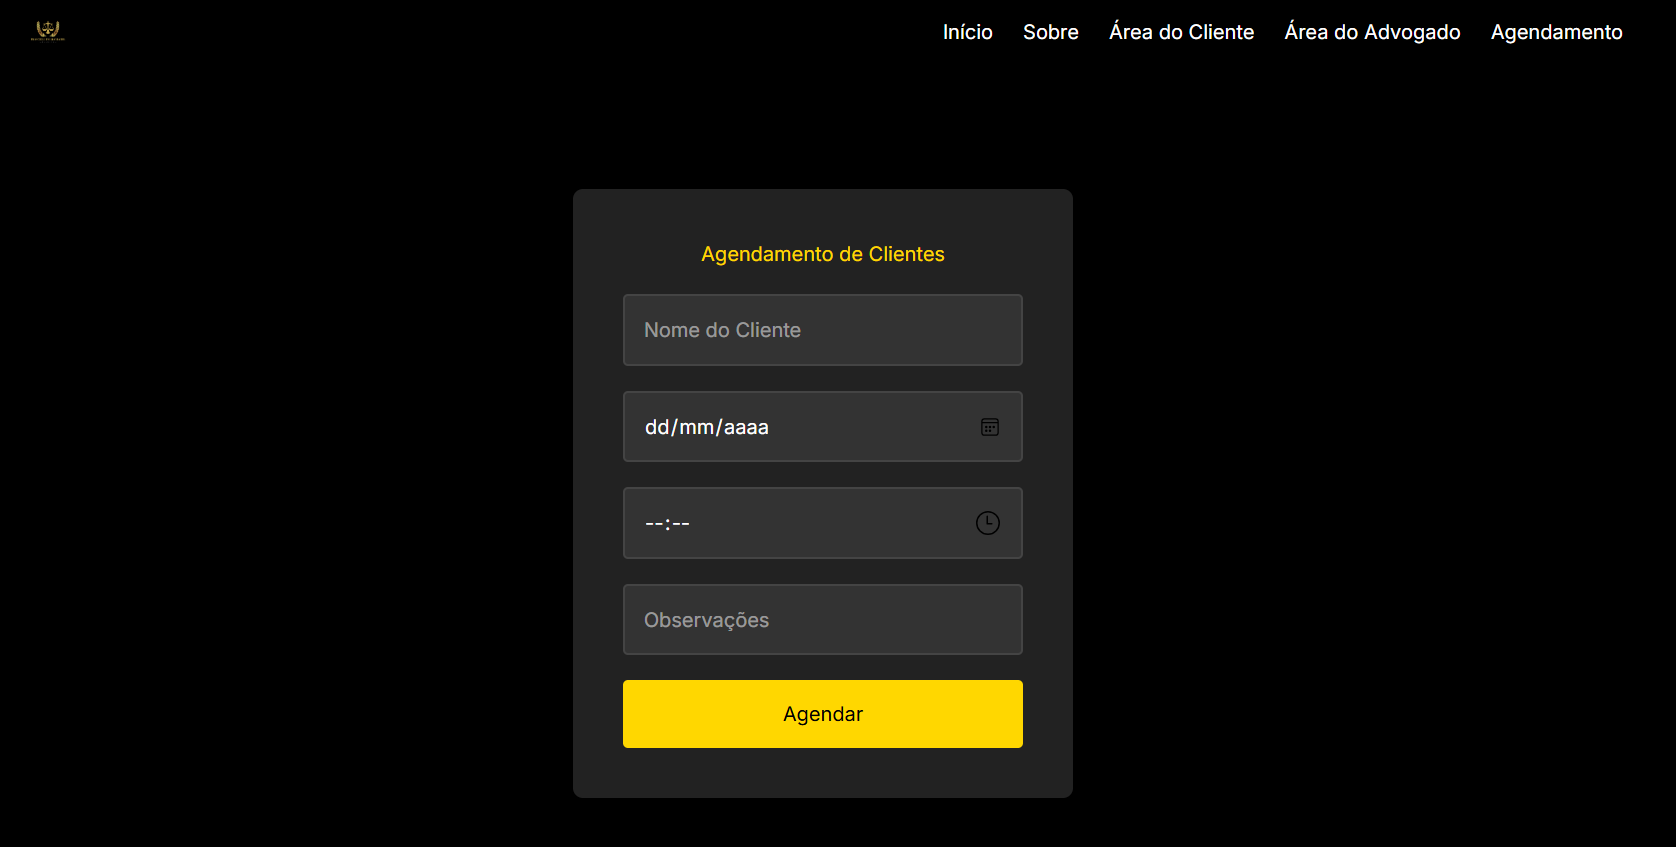 Início Sobre Área do Cliente Área do Advogado Agendamento
Agendamento de Clientes
Nome do Cliente
dd/mm/aaaa
--:--
Observações
Agendar